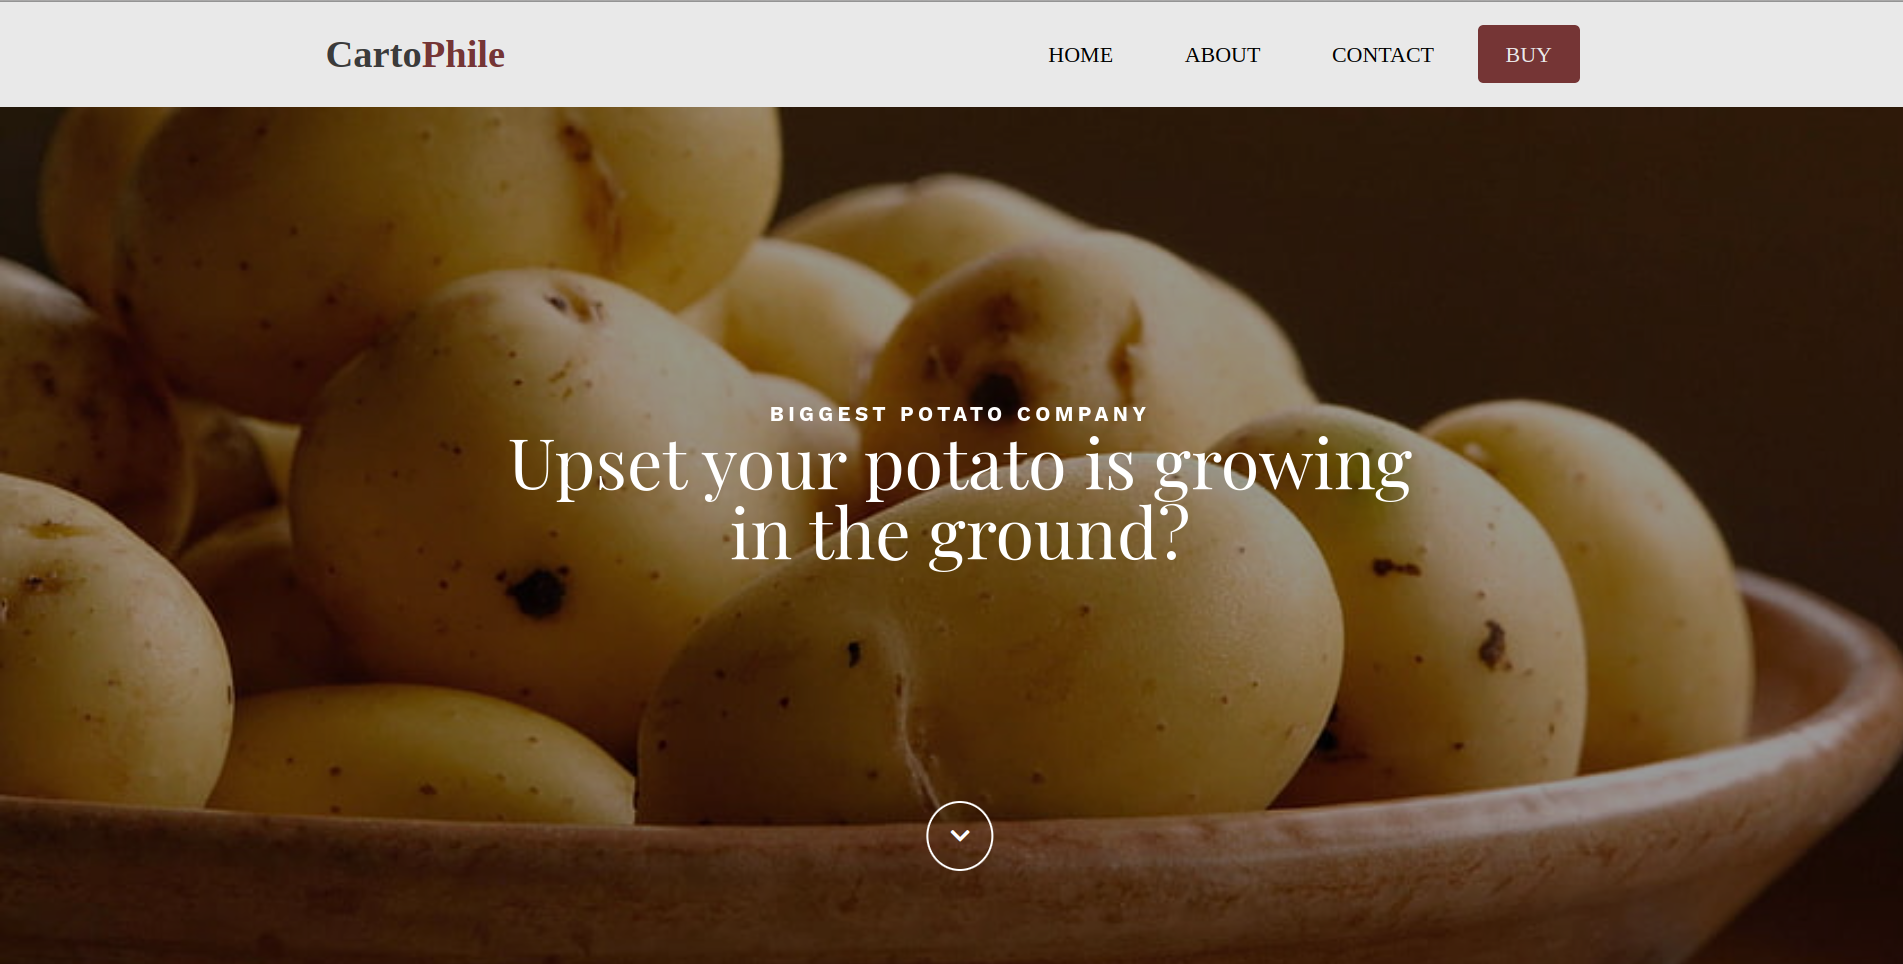 CartoPhile
HOME ABOUT CONTACT BUY
BIGGEST POTATO COMPANY
Upset your potato is growing
in the ground?